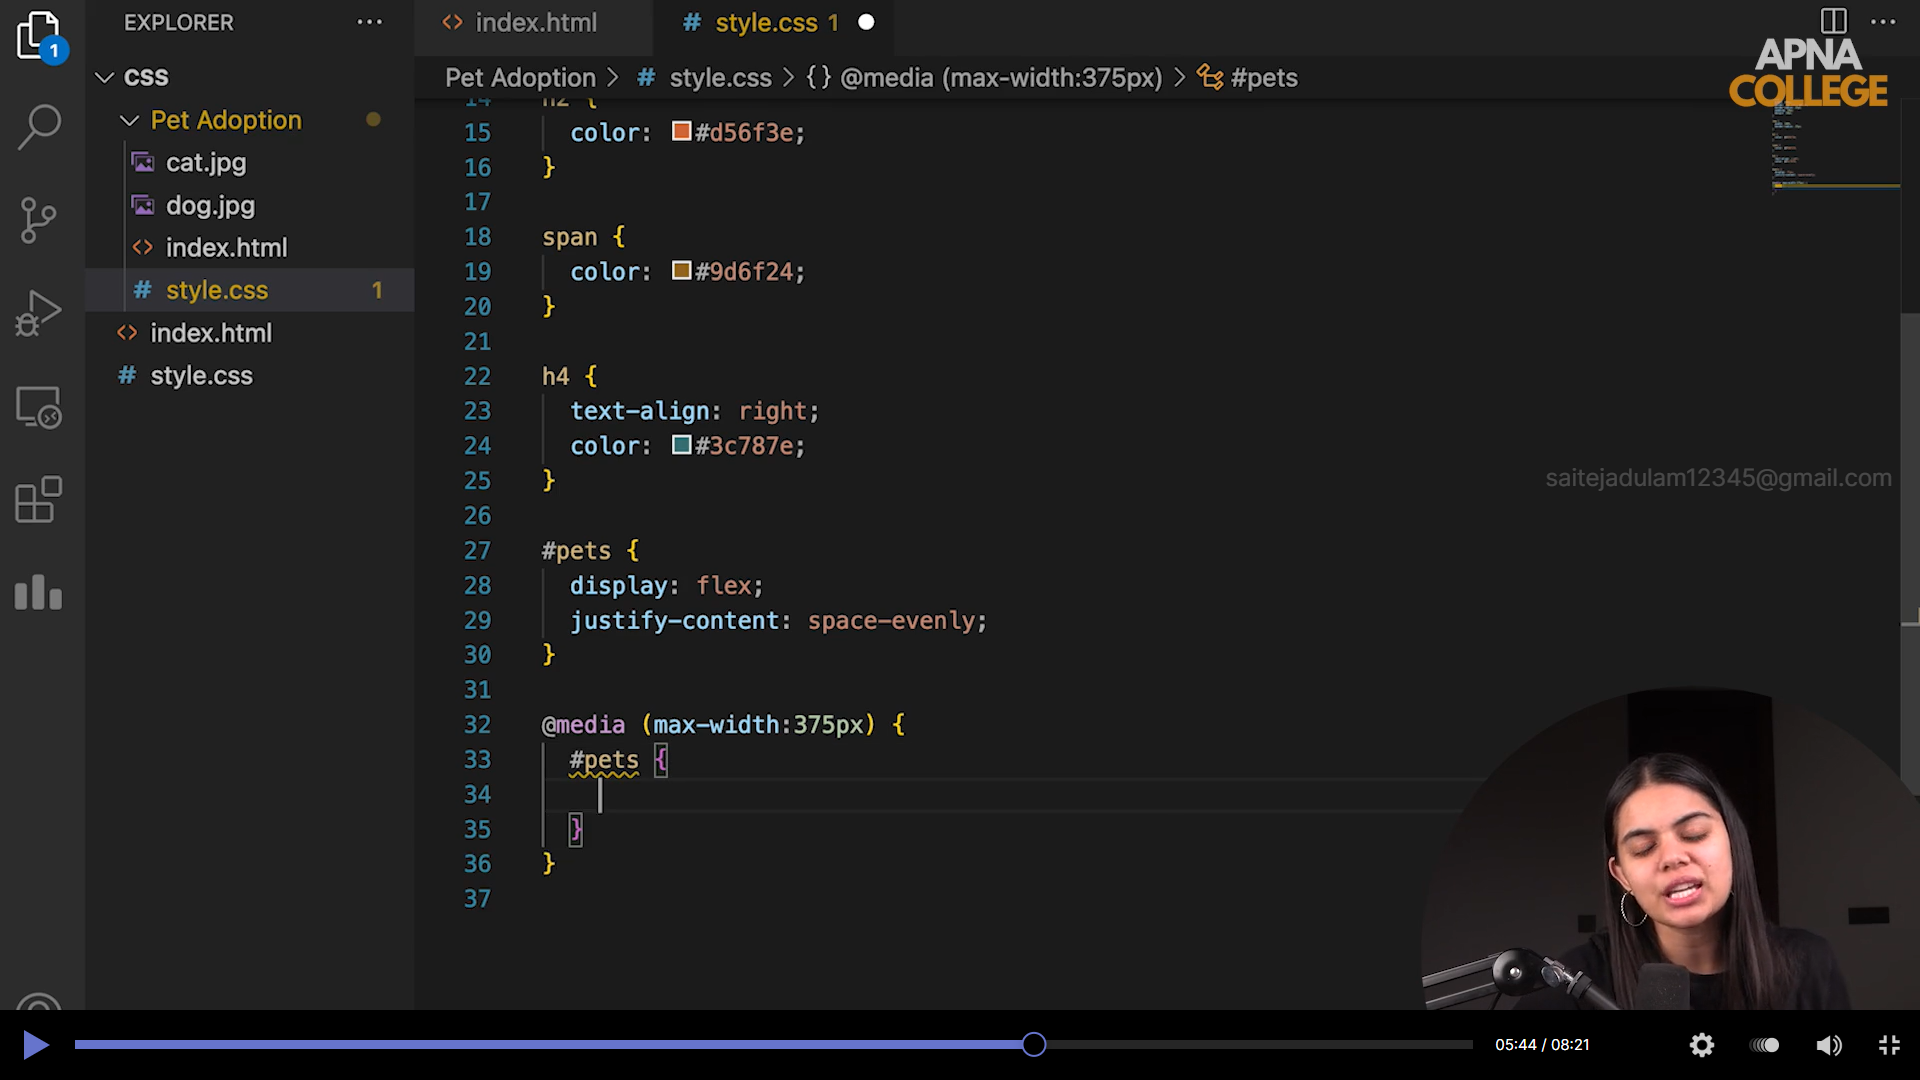 EXPLORER
index.html
style.css 1
APNA
COLLEGE
1
CSS
Pet Adoption
cat.jpg
dog.jpg
index.html
style.css 1
index.html
style.css
Pet Adoption > # style.css > {} @media (max-width:375px) > #pets
14 h2 {
15 color: #d56f3e;
16 }
17
18 span {
19 color: #9d6f24;
20 }
21
22 h4 {
23 text-align: right;
24 color: #3c787e;
25 }
26
27 #pets {
28 display: flex;
29 justify-content: space-evenly;
30 }
31
32 @media (max-width:375px) {
33 #pets {
34
35 }
36 }
37
saitejadulam12345@gmail.com
05:44 / 08:21